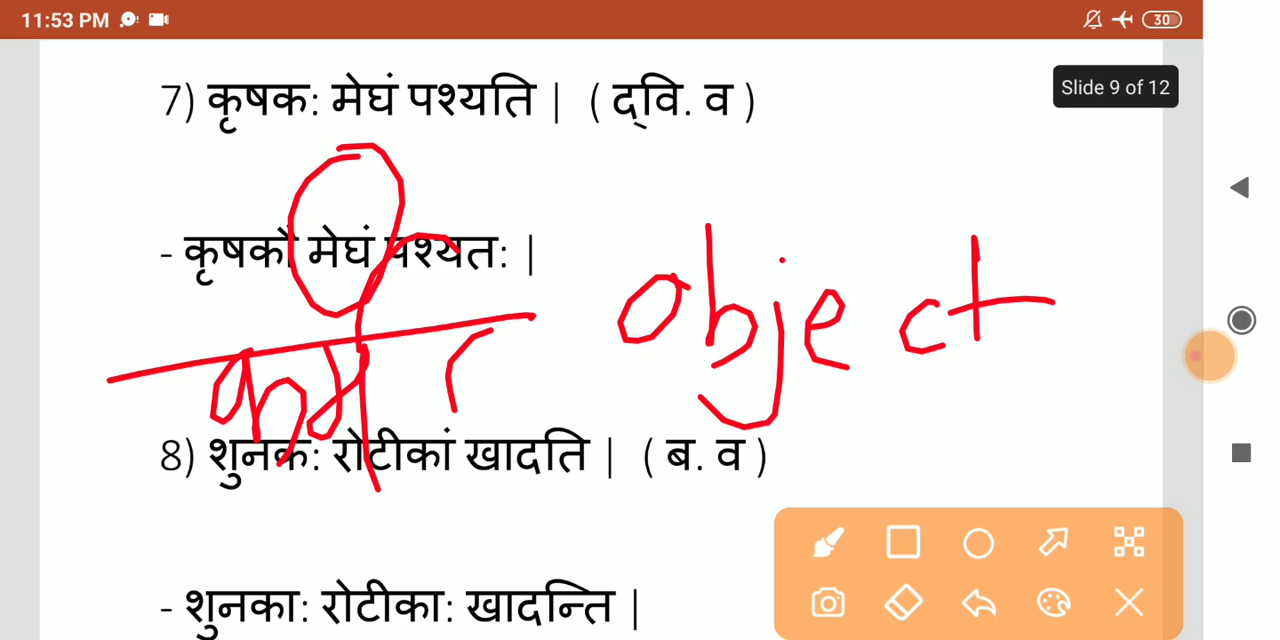 11:53 PM
30
Slide 9 of 12
7) कृषक: मेघं पश्यति | ( द्वि. व )
- कृषकौ मेघं पश्यत: |
object
कर्म
8) शुनक: रोटीकां खादति | ( ब. व )
- शुनका: रोटीका: खादन्ति |